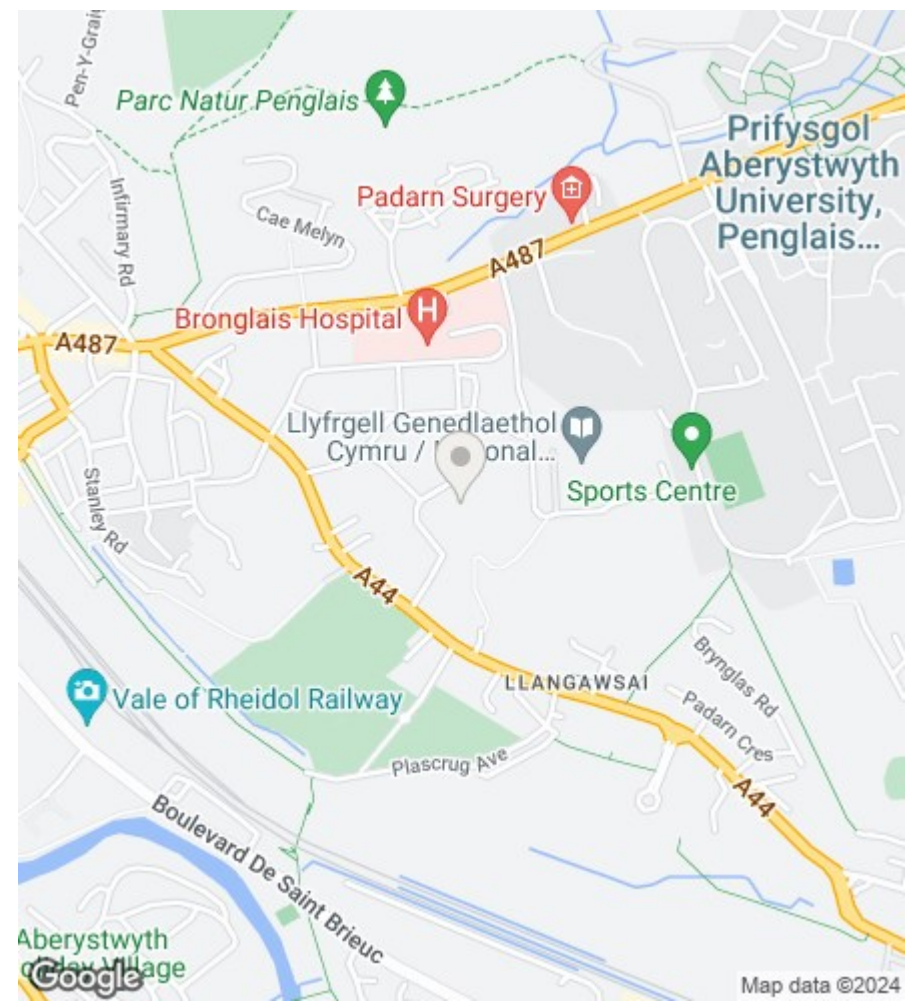 Pen-Y-Graig
Parc Natur Penglais
Prifysgol
Aberystwyth
University,
Penglais...
Padarn Surgery
Infirmary Rd
Cae Melyn
A487
Bronglais Hospital
A487
Llyfrgell Genedlaethol
Cymru /
Sports Centre
Stanley Rd
A44
Brynglas Rd
LLANGAWSAI
Vale of Rheidol Railway
Padarn Cres
Plascrug Ave
A44
Boulevard De Saint Brieuc
Aberystwyth
Village
Google
Map data ©2024